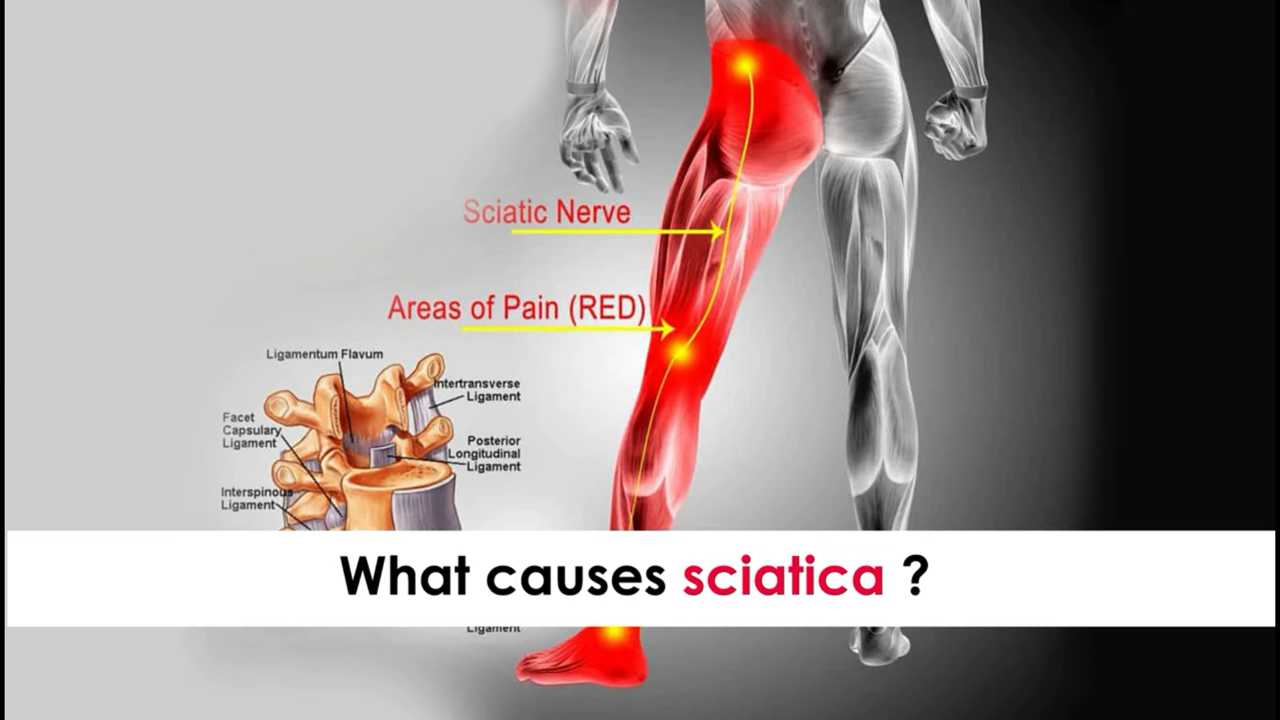 Sciatic Nerve
Areas of Pain (RED)
Ligamentum Flavum
Intertransverse
Ligament
Facet
Capsulary
Ligament
Posterior
Longitudinal
Ligament
Interspinous
Ligament
What causes sciatica ?
Ligament